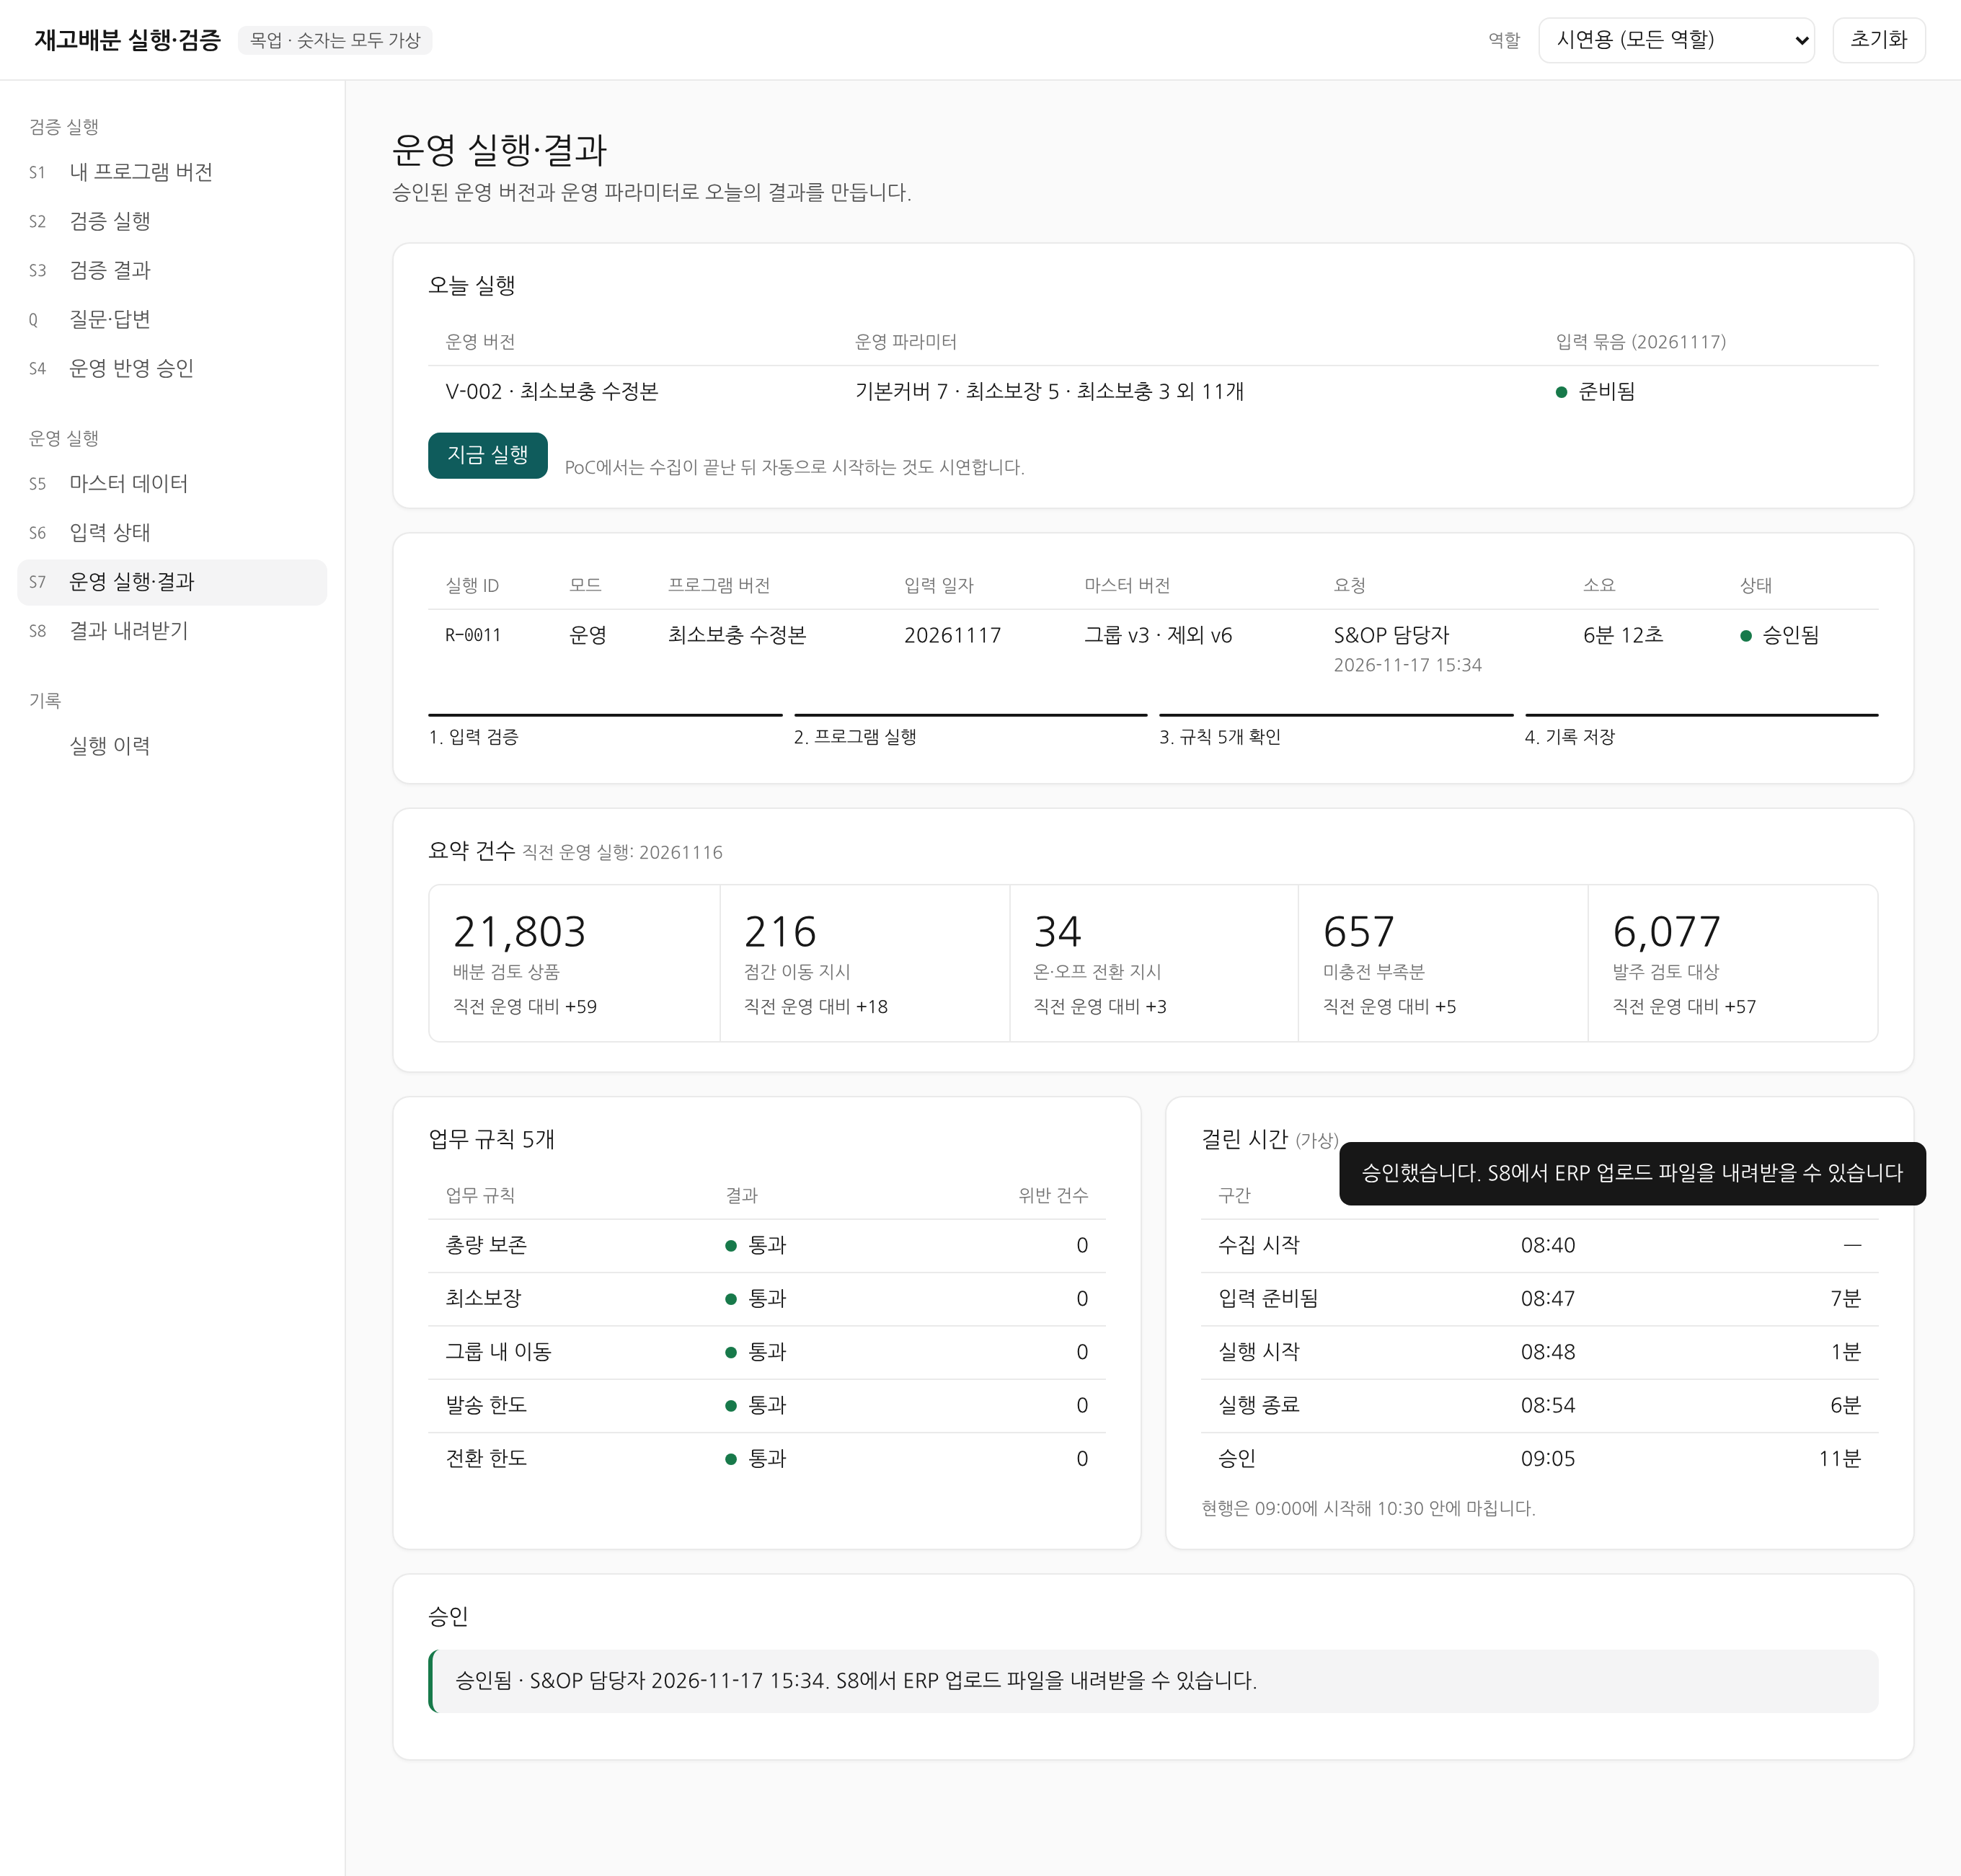 재고배분 실행·검증 목업 · 숫자는 모두 가상 역할 시연용 (모든 역할) 초기화
검증 실행
S1 내 프로그램 버전
S2 검증 실행
S3 검증 결과
Q 질문·답변
S4 운영 반영 승인
운영 실행
S5 마스터 데이터
S6 입력 상태
S7 운영 실행·결과
S8 결과 내려받기
기록
실행 이력
운영 실행·결과
승인된 운영 버전과 운영 파라미터로 오늘의 결과를 만듭니다.
오늘 실행
운영 버전 운영 파라미터 입력 묶음 (20261117)
V-002 · 최소보충 수정본 기본커버 7 · 최소보장 5 · 최소보충 3 외 11개 준비됨
지금 실행 PoC에서는 수집이 끝난 뒤 자동으로 시작하는 것도 시연합니다.
실행 ID 모드 프로그램 버전 입력 일자 마스터 버전 요청 소요 상태
R-0011 운영 최소보충 수정본 20261117 그룹 v3 · 제외 v6 S&OP 담당자 6분 12초 승인됨
2026-11-17 15:34
1. 입력 검증 2. 프로그램 실행 3. 규칙 5개 확인 4. 기록 저장
요약 건수 직전 운영 실행: 20261116
21,803 216 34 657 6,077
배분 검토 상품 점간 이동 지시 온·오프 전환 지시 미충전 부족분 발주 검토 대상
직전 운영 대비 +59 직전 운영 대비 +18 직전 운영 대비 +3 직전 운영 대비 +5 직전 운영 대비 +57
업무 규칙 5개
업무 규칙 결과 위반 건수
총량 보존 통과 0
최소보장 통과 0
그룹 내 이동 통과 0
발송 한도 통과 0
전환 한도 통과 0
걸린 시간 (가상)
승인했습니다. S8에서 ERP 업로드 파일을 내려받을 수 있습니다
구간
수집 시작 08:40 —
입력 준비됨 08:47 7분
실행 시작 08:48 1분
실행 종료 08:54 6분
승인 09:05 11분
현행은 09:00에 시작해 10:30 안에 마칩니다.
승인
승인됨 · S&OP 담당자 2026-11-17 15:34. S8에서 ERP 업로드 파일을 내려받을 수 있습니다.